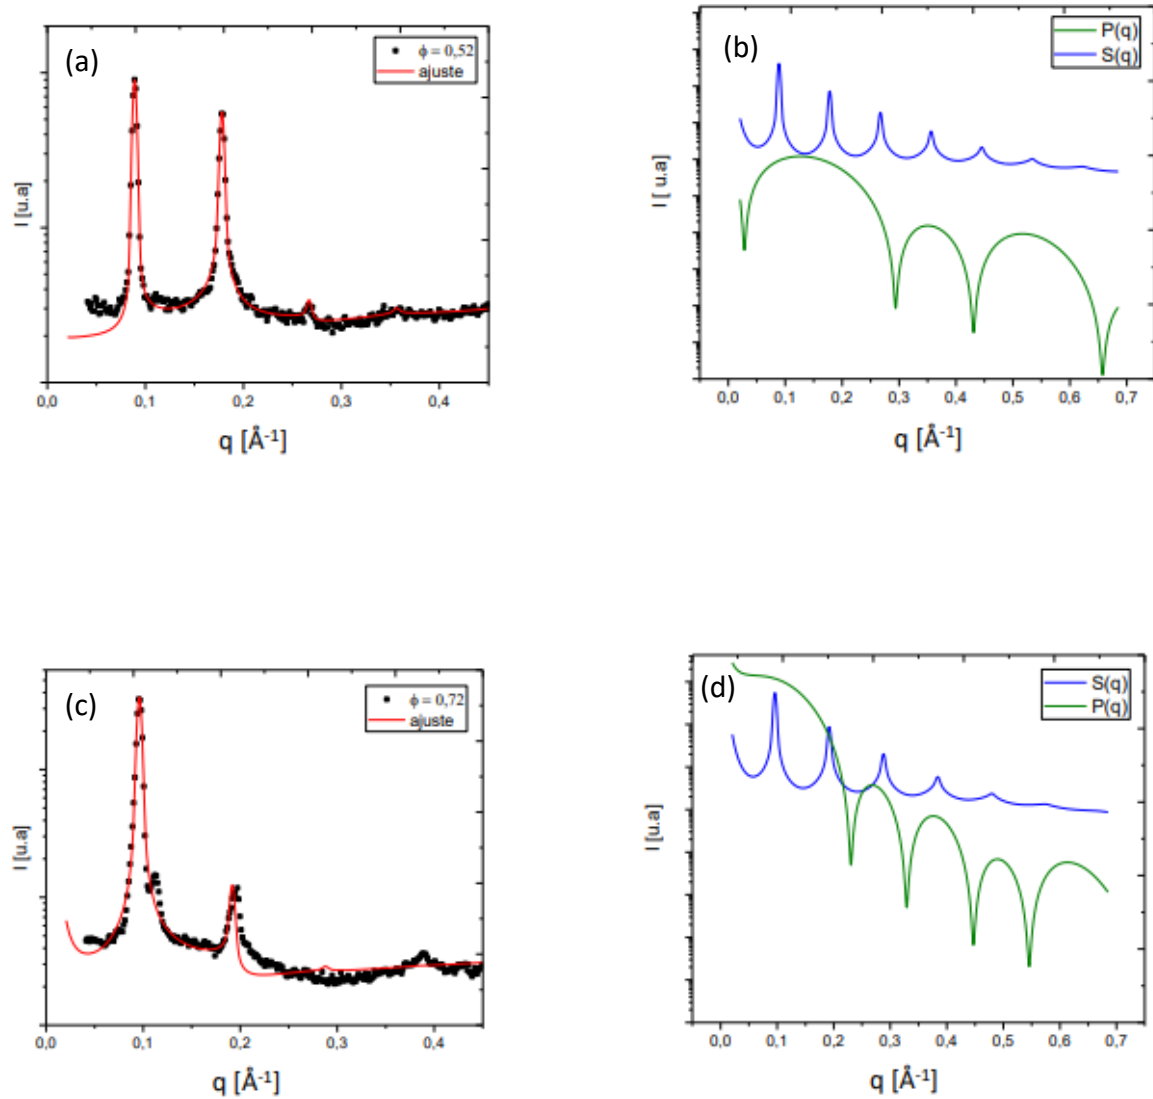 (a)
ϕ = 0,52
ajuste
I [u.a]
0,0 0,1 0,2 0,3 0,4
q [Å⁻¹]
(b)
P(q)
S(q)
I [ u.a]
0,0 0,1 0,2 0,3 0,4 0,5 0,6 0,7
q [Å⁻¹]
(c)
ϕ = 0,72
ajuste
I [u.a]
0,0 0,1 0,2 0,3 0,4
q [Å⁻¹]
(d)
S(q)
P(q)
I [u.a]
0,0 0,1 0,2 0,3 0,4 0,5 0,6 0,7
q [Å⁻¹]